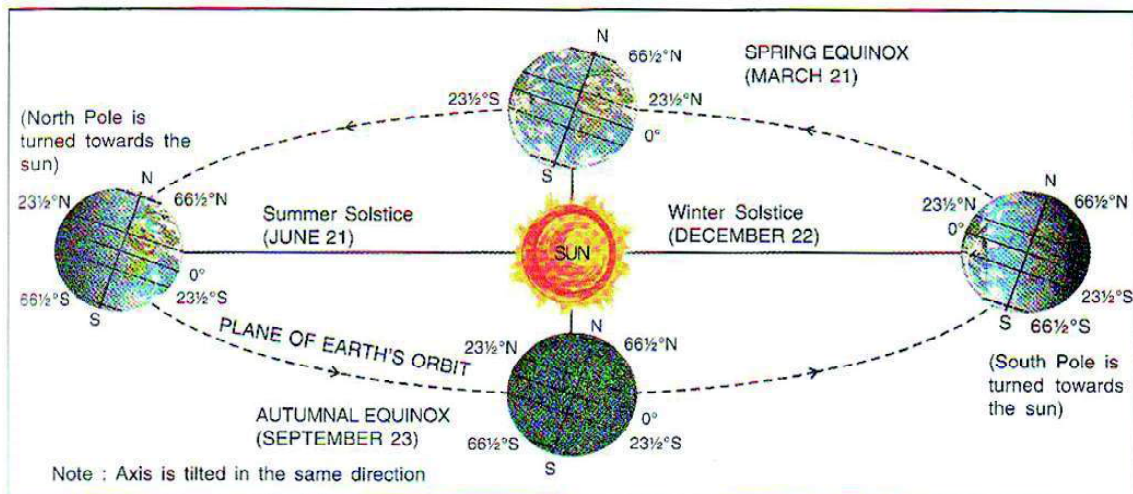 N
66½°N
SPRING EQUINOX
(MARCH 21)
23½°S
23½°N
0°
S
(North Pole is
turned towards the
sun)
N
23½°N
66½°N
0°
66½°S
23½°S
S
Summer Solstice
(JUNE 21)
SUN
Winter Solstice
(DECEMBER 22)
N
23½°N
66½°N
0°
23½°S
S
66½°S
(South Pole is
turned towards
the sun)
PLANE OF EARTH'S ORBIT
N
23½°N
66½°N
0°
66½°S
23½°S
S
AUTUMNAL EQUINOX
(SEPTEMBER 23)
Note : Axis is tilted in the same direction